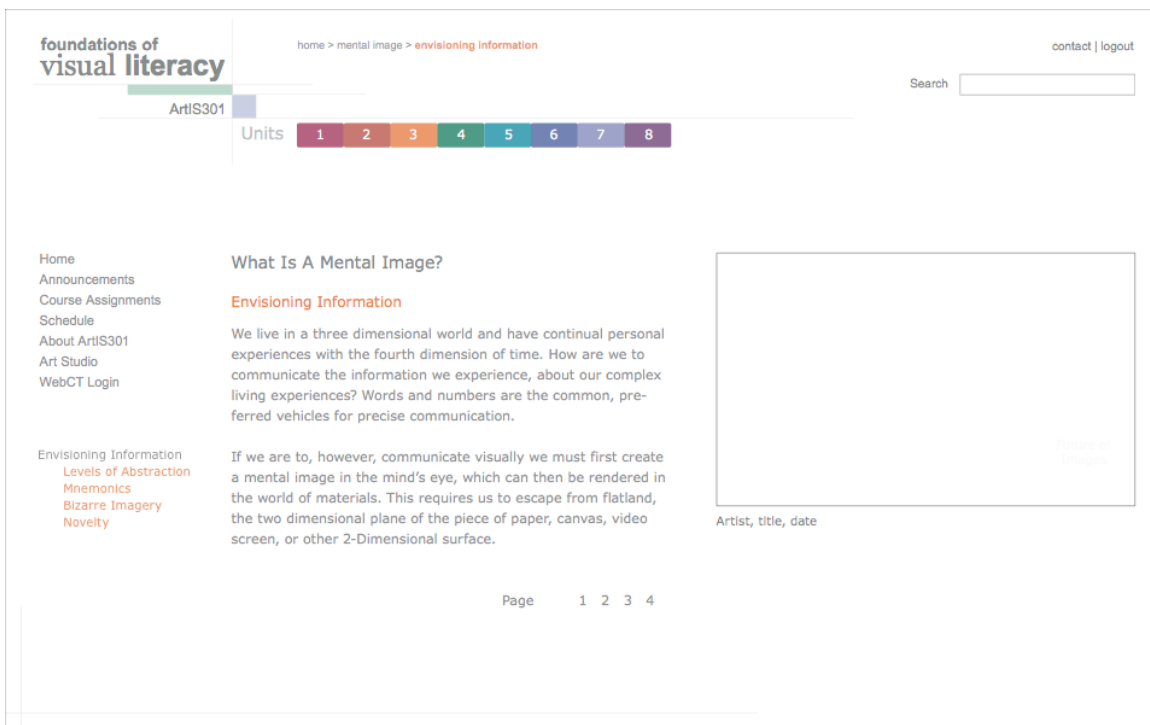 foundations of
visual literacy
home > mental image > envisioning information
contact | logout
Search
ArtIS301
Units 1 2 3 4 5 6 7 8
Home
Announcements
Course Assignments
Schedule
About ArtIS301
Art Studio
WebCT Login
Envisioning Information
Levels of Abstraction
Mnemonics
Bizarre Imagery
Novelty
What Is A Mental Image?
Envisioning Information
We live in a three dimensional world and have continual personal
experiences with the fourth dimension of time. How are we to
communicate the information we experience, about our complex
living experiences? Words and numbers are the common, pre-
ferred vehicles for precise communication.
If we are to, however, communicate visually we must first create
a mental image in the mind's eye, which can then be rendered in
the world of materials. This requires us to escape from flatland,
the two dimensional plane of the piece of paper, canvas, video
screen, or other 2-Dimensional surface.
Page 1 2 3 4
Artist, title, date